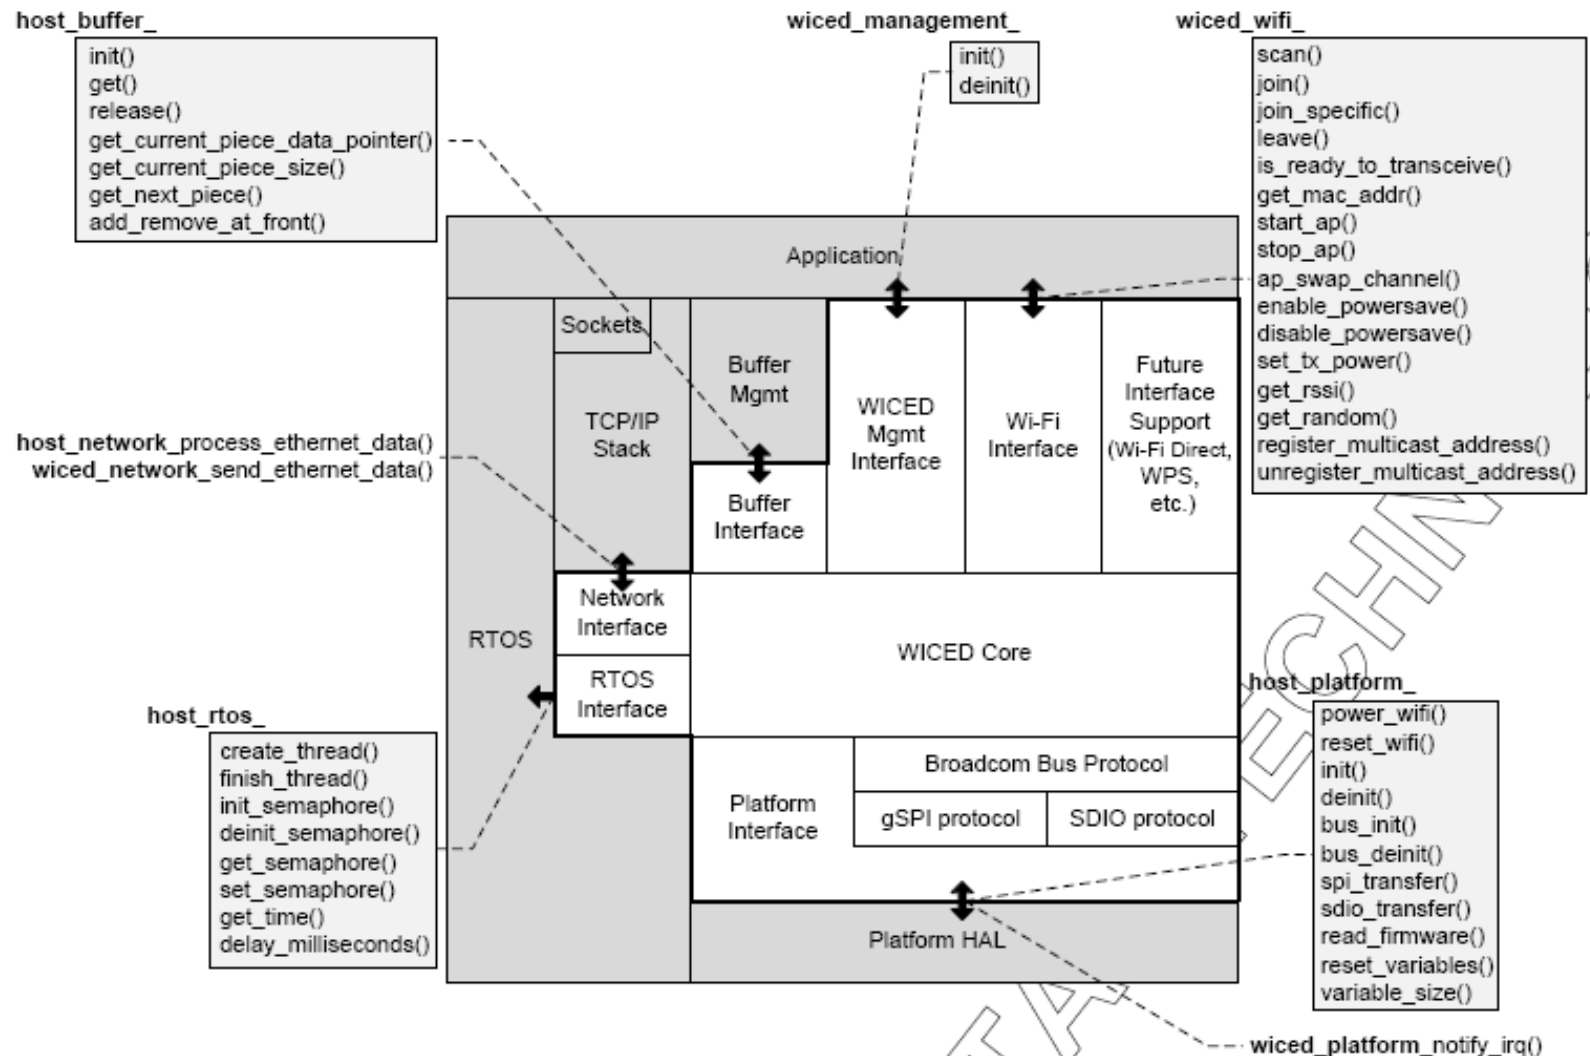 host_buffer_
init()
get()
release()
get_current_piece_data_pointer()
get_current_piece_size()
get_next_piece()
add_remove_at_front()
wiced_management_
init()
deinit()
wiced_wifi_
scan()
join()
join_specific()
leave()
is_ready_to_transceive()
get_mac_addr()
start_ap()
stop_ap()
ap_swap_channel()
enable_powersave()
disable_powersave()
set_tx_power()
get_rssi()
get_random()
register_multicast_address()
unregister_multicast_address()
Application
Sockets
TCP/IP
Stack
Buffer
Mgmt
WICED
Mgmt
Interface
Wi-Fi
Interface
Future
Interface
Support
(Wi-Fi Direct,
WPS,
etc.)
host_network_process_ethernet_data()
wiced_network_send_ethernet_data()
Buffer
Interface
Network
Interface
RTOS
RTOS
Interface
WICED Core
host_rtos_
create_thread()
finish_thread()
init_semaphore()
deinit_semaphore()
get_semaphore()
set_semaphore()
get_time()
delay_milliseconds()
Platform
Interface
Broadcom Bus Protocol
gSPI protocol
SDIO protocol
Platform HAL
host_platform_
power_wifi()
reset_wifi()
init()
deinit()
bus_init()
bus_deinit()
spi_transfer()
sdio_transfer()
read_firmware()
reset_variables()
variable_size()
wiced_platform_notify_irq()